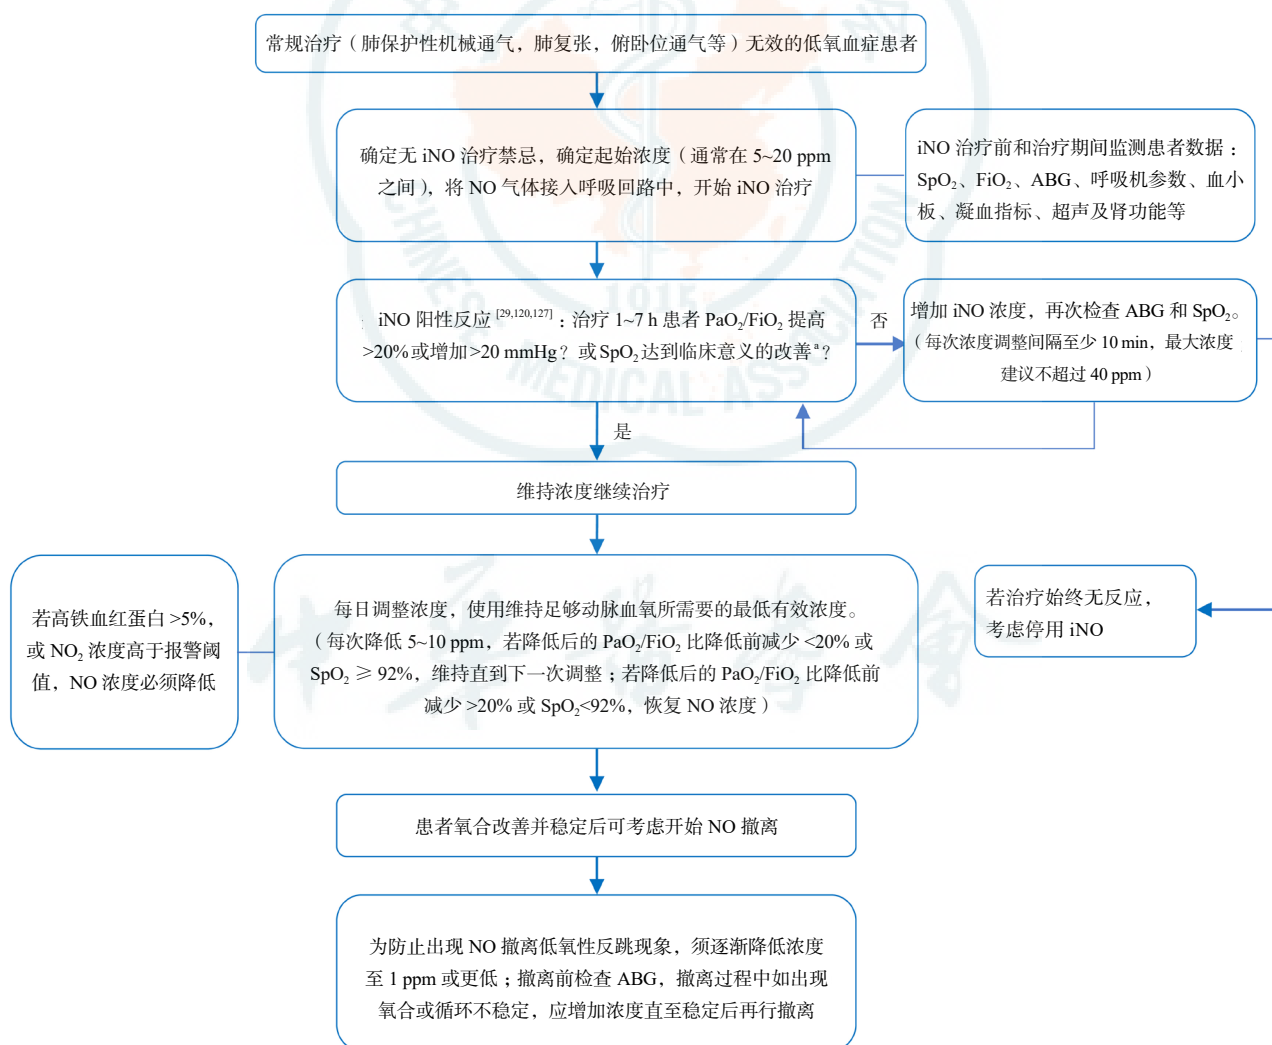 常规治疗（肺保护性机械通气，肺复张，俯卧位通气等）无效的低氧血症患者
确定无 iNO 治疗禁忌，确定起始浓度（通常在 5~20 ppm
之间），将 NO 气体接入呼吸回路中，开始 iNO 治疗
iNO 治疗前和治疗期间监测患者数据：
SpO₂、FiO₂、ABG、呼吸机参数、血小
板、凝血指标、超声及肾功能等
iNO 阳性反应[29,120,127]：治疗 1~7 h 患者 PaO₂/FiO₂ 提高
>20% 或增加 >20 mmHg？或 SpO₂ 达到临床意义的改善ᵃ？
否
增加 iNO 浓度，再次检查 ABG 和 SpO₂。
（每次浓度调整间隔至少 10 min，最大浓度
建议不超过 40 ppm）
是
维持浓度继续治疗
若高铁血红蛋白 >5%，
或 NO₂ 浓度高于报警阈
值，NO 浓度必须降低
每日调整浓度，使用维持足够动脉血氧所需要的最低有效浓度。
（每次降低 5~10 ppm，若降低后的 PaO₂/FiO₂ 比降低前减少 <20% 或
SpO₂ ≥ 92%，维持直到下一次调整；若降低后的 PaO₂/FiO₂ 比降低前
减少 >20% 或 SpO₂<92%，恢复 NO 浓度）
若治疗始终无反应，
考虑停用 iNO
患者氧合改善并稳定后可考虑开始 NO 撤离
为防止出现 NO 撤离低氧性反跳现象，须逐渐降低浓度
至 1 ppm 或更低；撤离前检查 ABG，撤离过程中如出现
氧合或循环不稳定，应增加浓度直至稳定后再行撤离
CHINESE MEDICAL ASSOCIATION
1915
中華醫學會